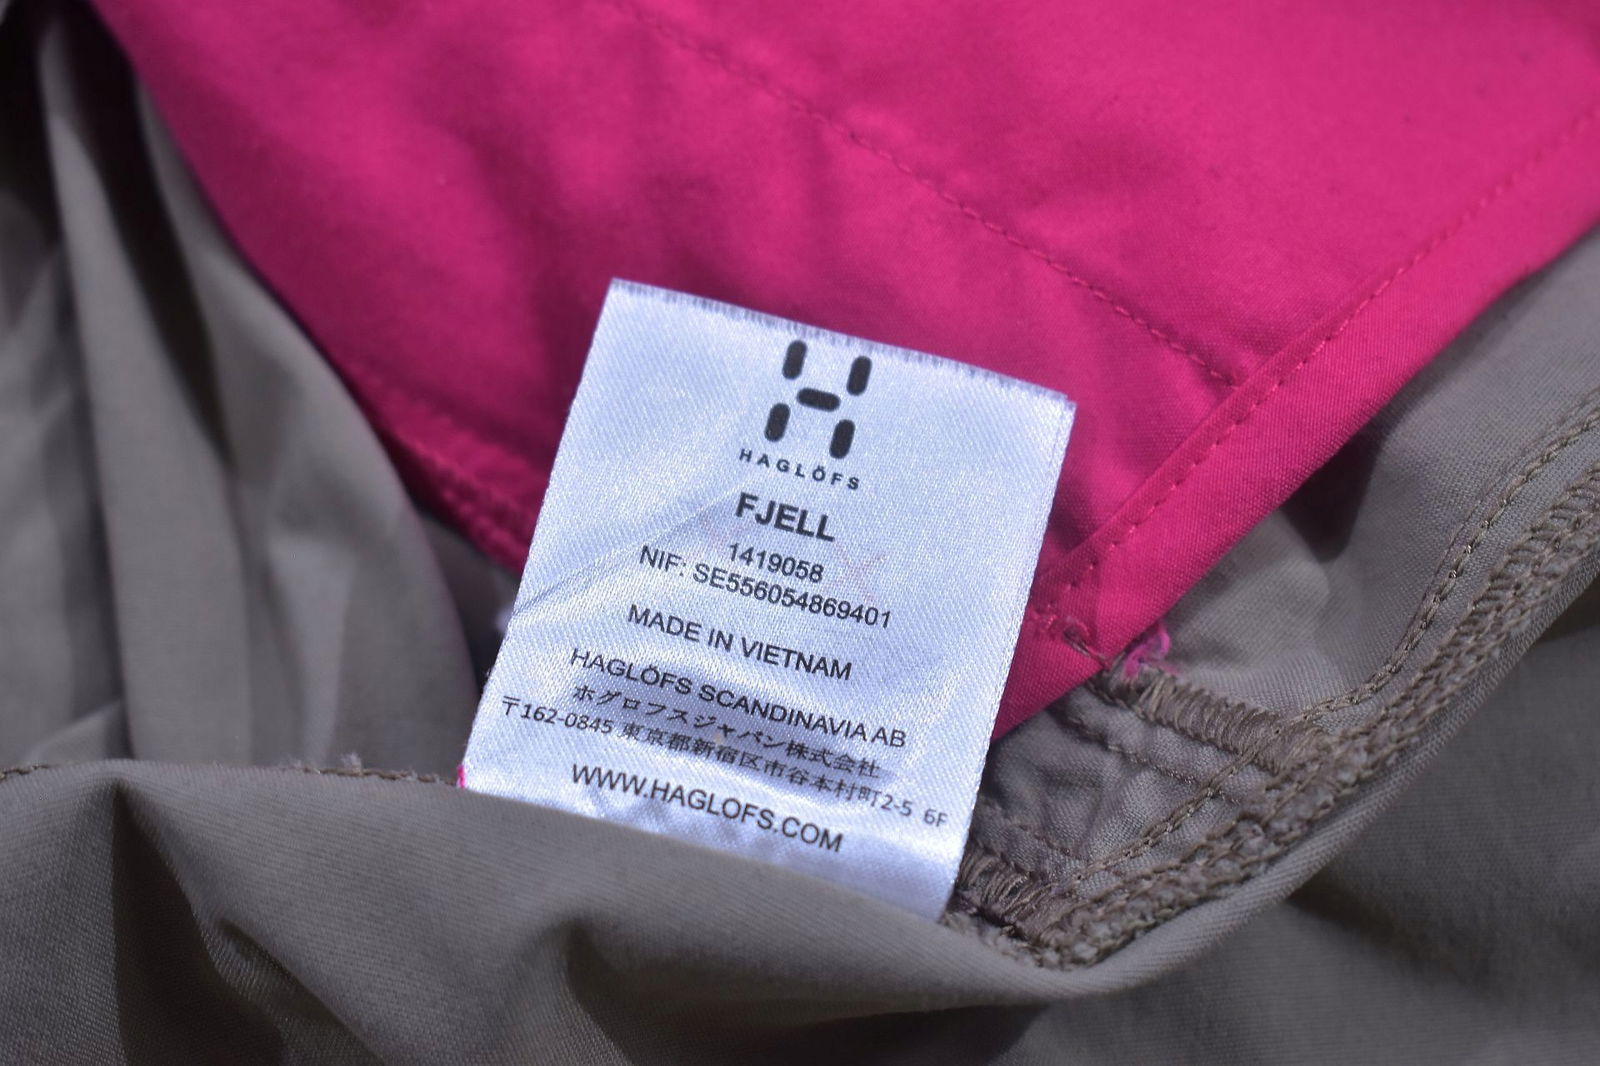 HAGLÖFS
FJELL
1419058
NIF: SE556054869401
MADE IN VIETNAM
HAGLÖFS SCANDINAVIA AB
ホグロフスジャパン株式会社
〒162-0845 東京都新宿区市谷本村町2-5 6F
WWW.HAGLOFS.COM